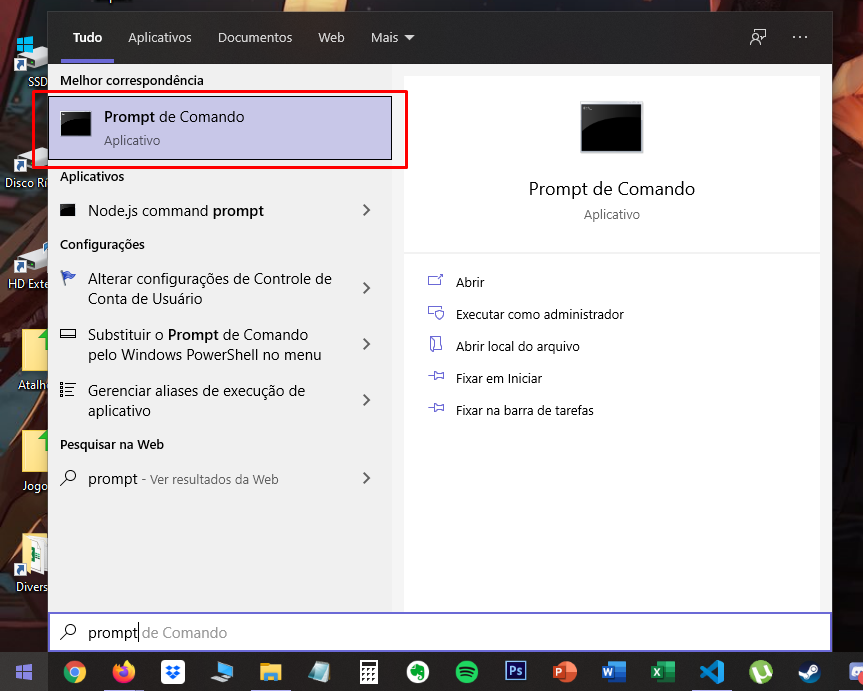 Tudo
Aplicativos
Documentos
Web
Mais
Melhor correspondência
Prompt de Comando
Aplicativo
Aplicativos
Node.js command prompt
Configurações
Alterar configurações de Controle de
Conta de Usuário
Substituir o Prompt de Comando
pelo Windows PowerShell no menu
Gerenciar aliases de execução de
aplicativo
Pesquisar na Web
prompt - Ver resultados da Web
Prompt de Comando
Aplicativo
Abrir
Executar como administrador
Abrir local do arquivo
Fixar em Iniciar
Fixar na barra de tarefas
SSD
Disco Rí
HD Exte
Atalh
Jogo
Divers
prompt de Comando
Ps
P
W
X